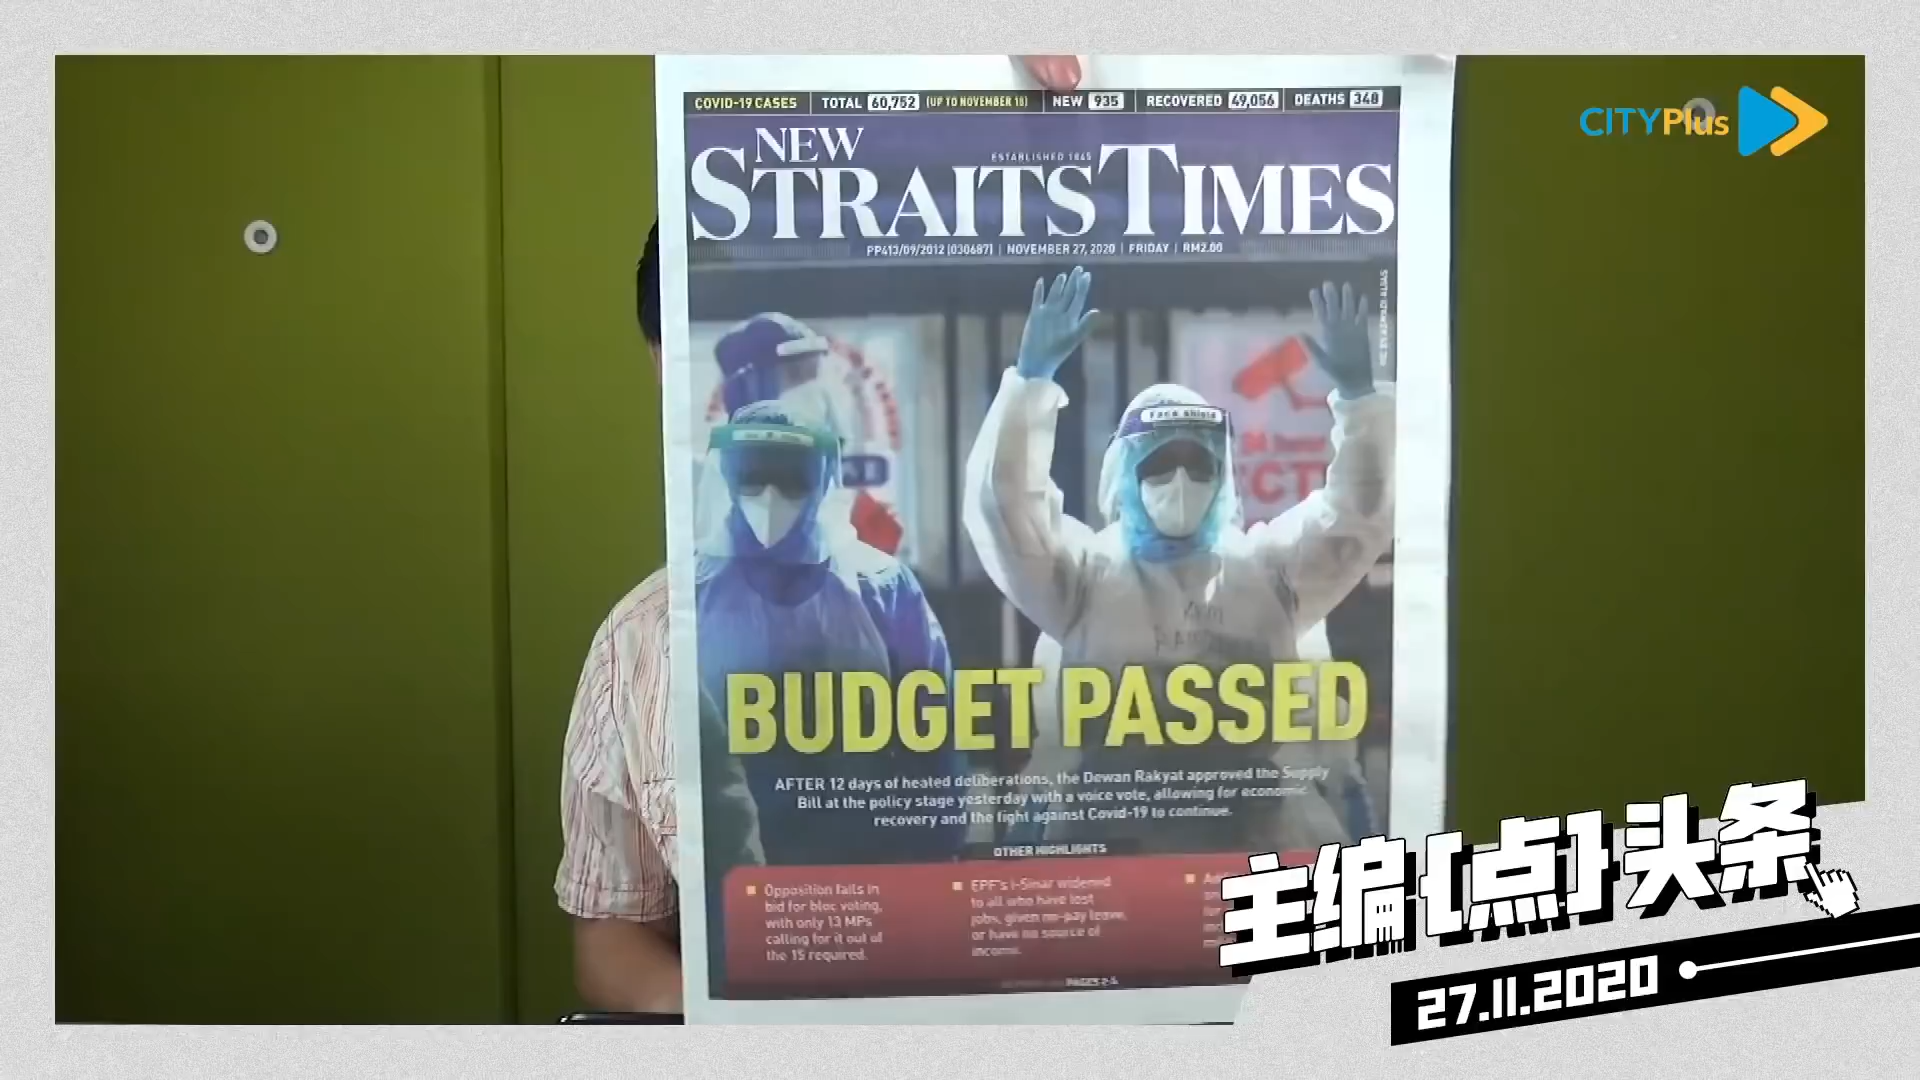 COVID-19 CASES TOTAL 60,752 (UP TO NOVEMBER 18) NEW 935 RECOVERED 49,056 DEATHS 348
CITYPlus
NEW
ESTABLISHED 1845
STRAITS TIMES
PP413/09/2012 (030687) | NOVEMBER 27, 2020 | FRIDAY | RM2.00
Face shield
BUDGET PASSED
AFTER 12 days of heated deliberations, the Dewan Rakyat approved the Supply
Bill at the policy stage yesterday with a voice vote, allowing for economic
recovery and the fight against Covid-19 to continue.
OTHER HIGHLIGHTS
Opposition fails in
bid for bloc voting,
with only 13 MPs
calling for it out of
the 15 required.
EPF's i-Sinar widened
to all who have lost
jobs, given no-pay leave,
or have no source of
income.
主编{点}头条
27.11.2020